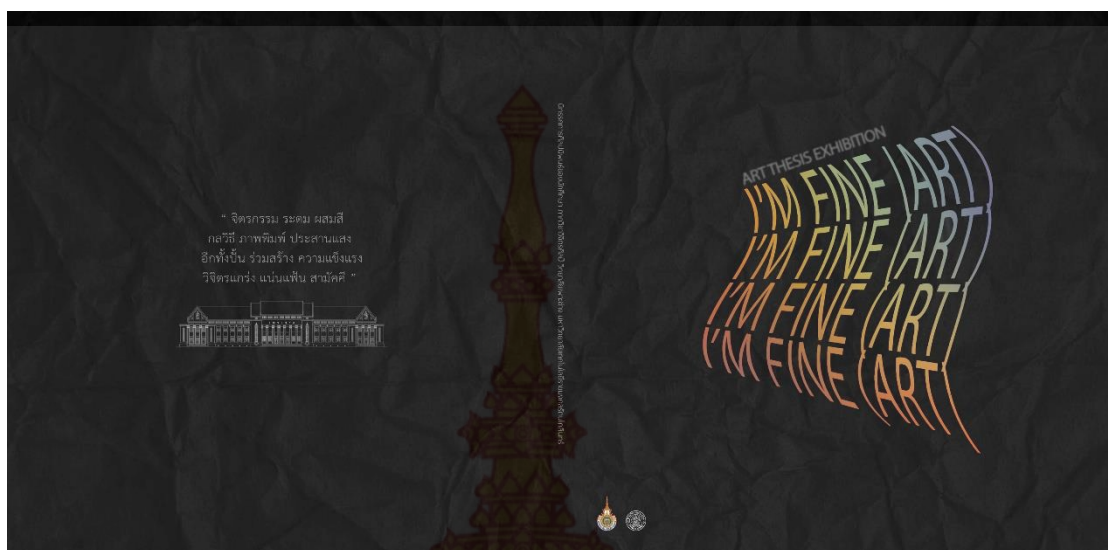 “ จิตรกรรม ระดม ผสมสี
กลวิธี ภาพพิมพ์ ประสานแสง
อีกทั้งปั้น ร่วมสร้าง ความแข็งแรง
วิจิตรแกร่ง แน่นแฟ้น สามัคคี ”
ART THESIS EXHIBITION
I'M FINE (ART)
I'M FINE (ART)
I'M FINE (ART)
I'M FINE (ART)